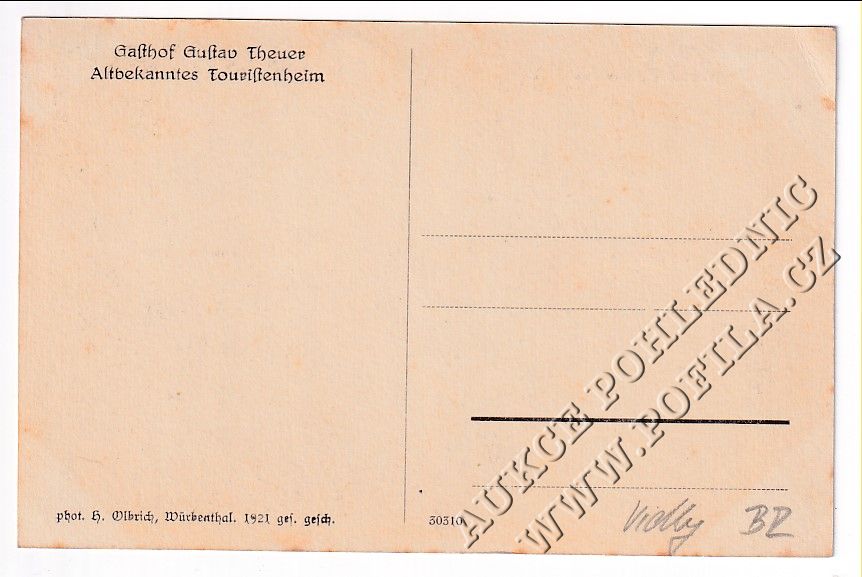 Gasthof Gustav Theuer
Altbekanntes Touristenheim
phot. H. Olbrich, Würbenthal. 1921 ges. gesch.
30310
Vidly BR
AUKCE POHLEDNIC
WWW.POFILA.CZ